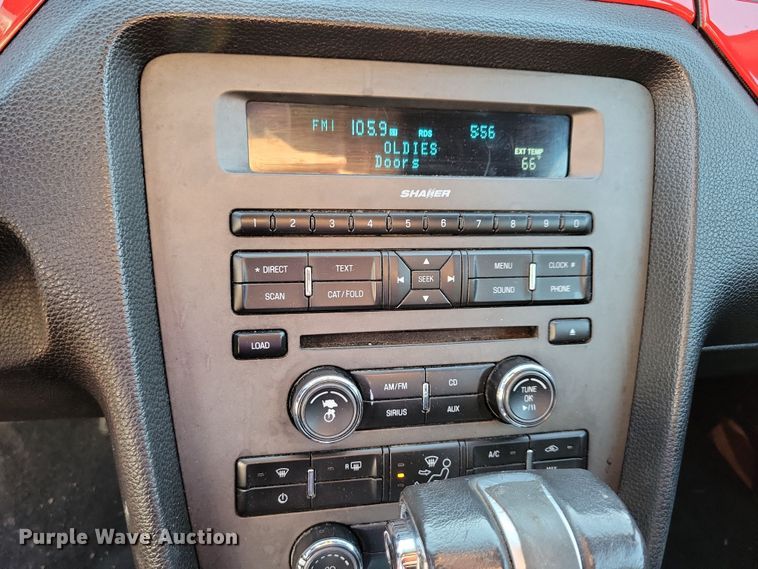 FM1 105.9 RDS 5:56
OLDIES
Doors
EXT TEMP
66°
SHAKER
1 2 3 4 5 6 7 8 9 0
* DIRECT TEXT SEEK MENU CLOCK #
SCAN CAT/FOLD SOUND PHONE
LOAD
AM/FM CD
SIRIUS AUX
TUNE
OK
R A/C
Purple Wave Auction®